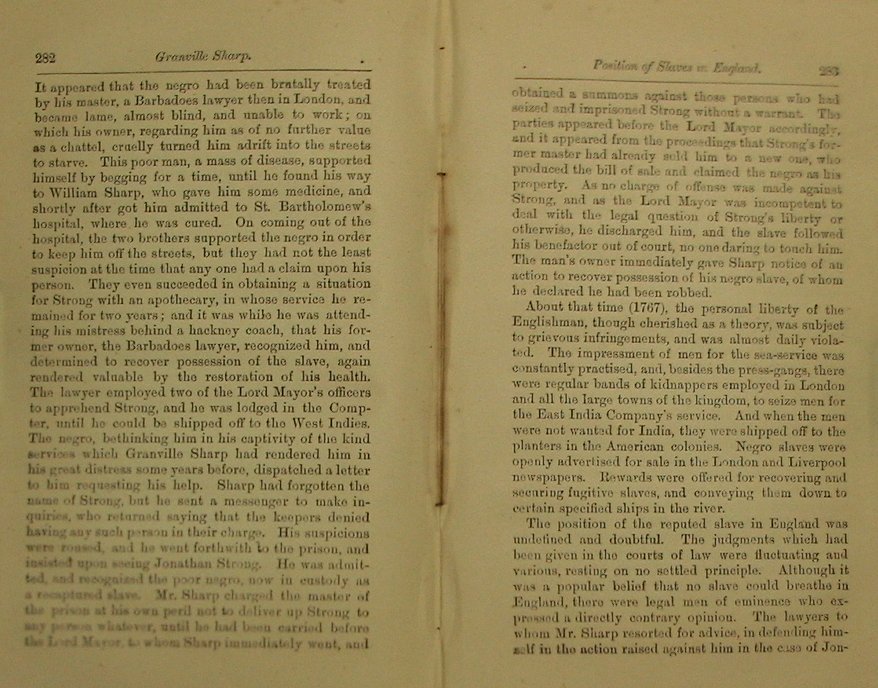 282 Granville Sharp.
It appeared that the negro had been brutally treated
by his master, a Barbadoes lawyer then in London, and
became lame, almost blind, and unable to work; on
which his owner, regarding him as of no further value
as a chattel, cruelly turned him adrift into the streets
to starve. This poor man, a mass of disease, supported
himself by begging for a time, until he found his way
to William Sharp, who gave him some medicine, and
shortly after got him admitted to St. Bartholomew's
hospital, where he was cured. On coming out of the
hospital, the two brothers supported the negro in order
to keep him off the streets, but they had not the least
suspicion at the time that any one had a claim upon his
person. They even succeeded in obtaining a situation
for Strong with an apothecary, in whose service he re-
mained for two years; and it was while he was attend-
ing his mistress behind a hackney coach, that his for-
mer owner, the Barbadoes lawyer, recognized him, and
determined to recover possession of the slave, again
rendered valuable by the restoration of his health.
The lawyer employed two of the Lord Mayor's officers
to apprehend Strong, and he was lodged in the Comp-
ter, until he could be shipped off to the West Indies.
The negro, bethinking him in his captivity of the kind
services which Granville Sharp had rendered him in
his great distress some years before, dispatched a letter
to him requesting his help. Sharp had forgotten the
name of Strong, but he sent a messenger to make in-
quiries, who returned saying that the keepers denied
having any such person in their charge. His suspicions
were roused, and he went forthwith to the prison, and
insisted upon seeing Jonathan Strong. He was admit-
ted, and recognized the poor negro, now in custody as
a recaptured slave. Mr. Sharp charged the master of
the prison at his own peril not to deliver up Strong to
any person whatever, until he had been carried before
the Lord Mayor, to whom Sharp immediately went, and
Position of Slaves in England. 283
obtained a summons against those persons who had
seized and imprisoned Strong without a warrant. The
parties appeared before the Lord Mayor accordingly,
and it appeared from the proceedings that Strong's for-
mer master had already sold him to a new one, who
produced the bill of sale and claimed the negro as his
property. As no charge of offense was made against
Strong, and as the Lord Mayor was incompetent to
deal with the legal question of Strong's liberty or
otherwise, he discharged him, and the slave followed
his benefactor out of court, no one daring to touch him.
The man's owner immediately gave Sharp notice of an
action to recover possession of his negro slave, of whom
he declared he had been robbed.
About that time (1767), the personal liberty of the
Englishman, though cherished as a theory, was subject
to grievous infringements, and was almost daily viola-
ted. The impressment of men for the sea-service was
constantly practised, and, besides the press-gangs, there
were regular bands of kidnappers employed in London
and all the large towns of the kingdom, to seize men for
the East India Company's service. And when the men
were not wanted for India, they were shipped off to the
planters in the American colonies. Negro slaves were
openly advertised for sale in the London and Liverpool
newspapers. Rewards were offered for recovering and
securing fugitive slaves, and conveying them down to
certain specified ships in the river.
The position of the reputed slave in England was
undefined and doubtful. The judgments which had
been given in the courts of law were fluctuating and
various, resting on no settled principle. Although it
was a popular belief that no slave could breathe in
England, there were legal men of eminence who ex-
pressed a directly contrary opinion. The lawyers to
whom Mr. Sharp resorted for advice, in defending him-
self in the action raised against him in the case of Jon-